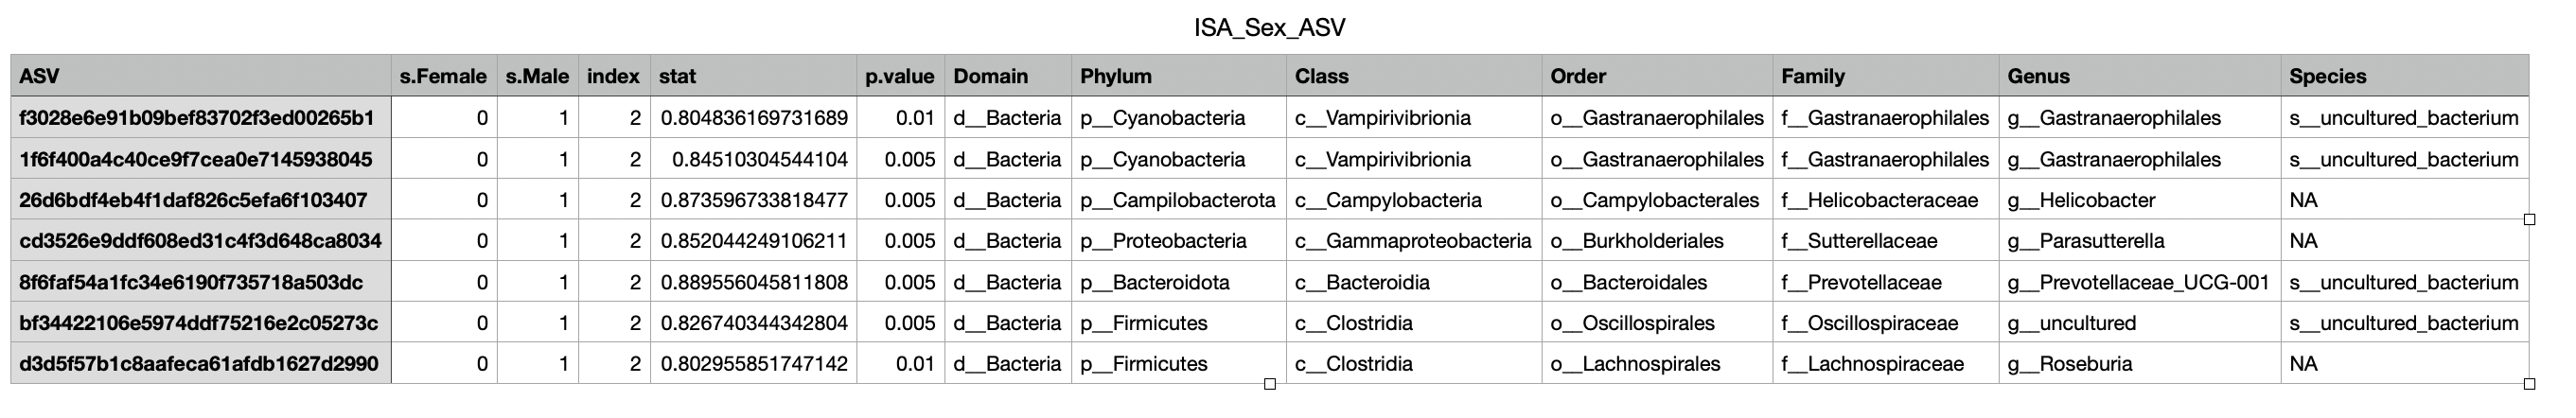 ISA_Sex_ASV
ASV s.Female s.Male index stat p.value Domain Phylum Class Order Family Genus Species
f3028e6e91b09bef83702f3ed00265b1 0 1 2 0.804836169731689 0.01 d__Bacteria p__Cyanobacteria c__Vampirivibrionia o__Gastranaerophilales f__Gastranaerophilales g__Gastranaerophilales s__uncultured_bacterium
1f6f400a4c40ce9f7cea0e7145938045 0 1 2 0.84510304544104 0.005 d__Bacteria p__Cyanobacteria c__Vampirivibrionia o__Gastranaerophilales f__Gastranaerophilales g__Gastranaerophilales s__uncultured_bacterium
26d6bdf4eb4f1daf826c5efa6f103407 0 1 2 0.873596733818477 0.005 d__Bacteria p__Campilobacterota c__Campylobacteria o__Campylobacterales f__Helicobacteraceae g__Helicobacter NA
cd3526e9ddf608ed31c4f3d648ca8034 0 1 2 0.852044249106211 0.005 d__Bacteria p__Proteobacteria c__Gammaproteobacteria o__Burkholderiales f__Sutterellaceae g__Parasutterella NA
8f6faf54a1fc34e6190f735718a503dc 0 1 2 0.889556045811808 0.005 d__Bacteria p__Bacteroidota c__Bacteroidia o__Bacteroidales f__Prevotellaceae g__Prevotellaceae_UCG-001 s__uncultured_bacterium
bf34422106e5974ddf75216e2c05273c 0 1 2 0.826740344342804 0.005 d__Bacteria p__Firmicutes c__Clostridia o__Oscillospirales f__Oscillospiraceae g__uncultured s__uncultured_bacterium
d3d5f57b1c8aafeca61afdb1627d2990 0 1 2 0.802955851747142 0.01 d__Bacteria p__Firmicutes c__Clostridia o__Lachnospirales f__Lachnospiraceae g__Roseburia NA